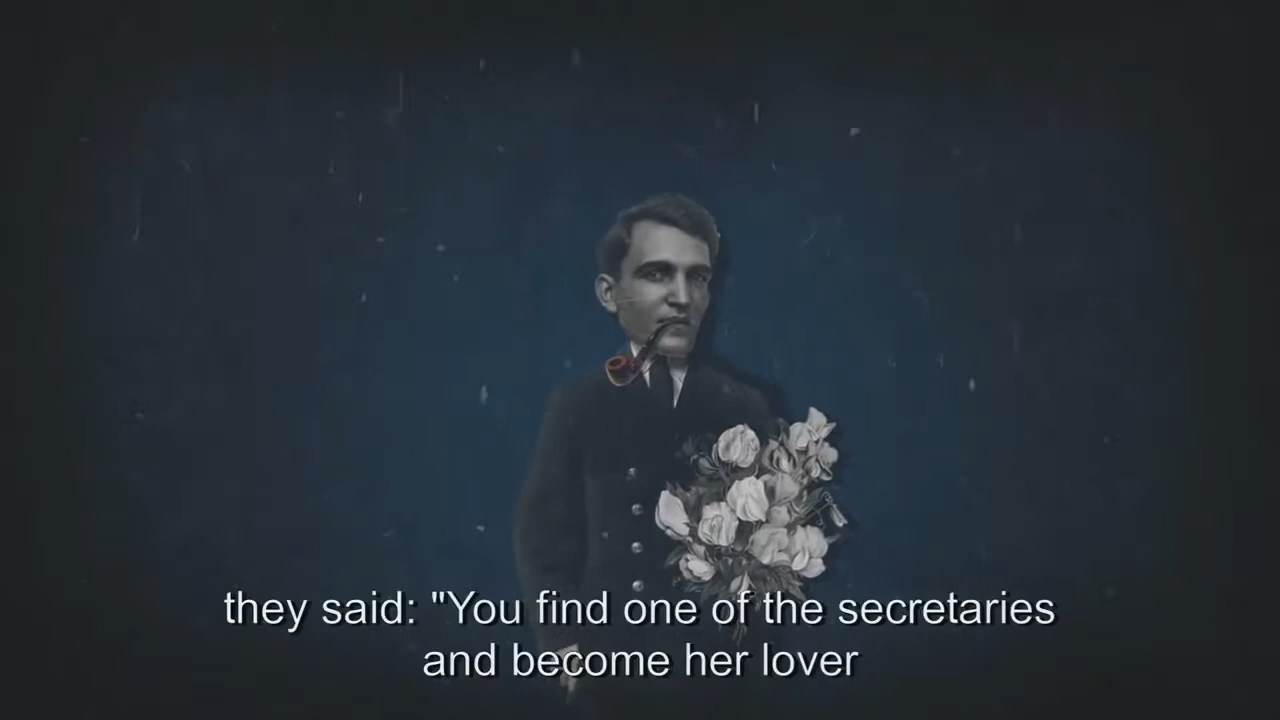 they said: "You find one of the secretaries
and become her lover